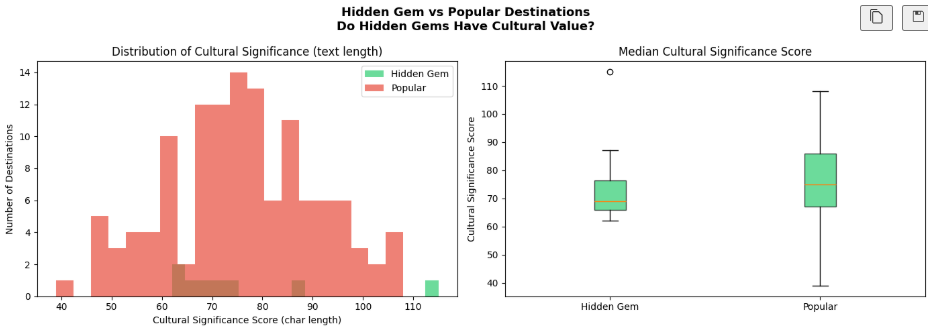 Hidden Gem vs Popular Destinations
Do Hidden Gems Have Cultural Value?
Distribution of Cultural Significance (text length)
Number of Destinations
14
12
10
8
6
4
2
0
Hidden Gem
Popular
40 50 60 70 80 90 100 110
Cultural Significance Score (char length)
Median Cultural Significance Score
Cultural Significance Score
110
100
90
80
70
60
50
40
Hidden Gem Popular